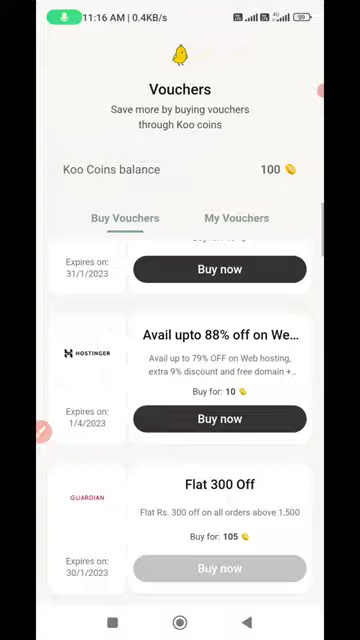 11:16 AM | 0.4KB/s
4G
59
Vouchers
Save more by buying vouchers
through Koo coins
Koo Coins balance
100
Buy Vouchers
My Vouchers
Expires on:
31/1/2023
Buy now
HOSTINGER
Avail upto 88% off on We...
Avail up to 79% OFF on Web hosting,
extra 9% discount and free domain +..
Buy for: 10
Expires on:
1/4/2023
Buy now
GUARDIAN
Flat 300 Off
Flat Rs. 300 off on all orders above 1,500
Buy for: 105
Expires on:
30/1/2023
Buy now